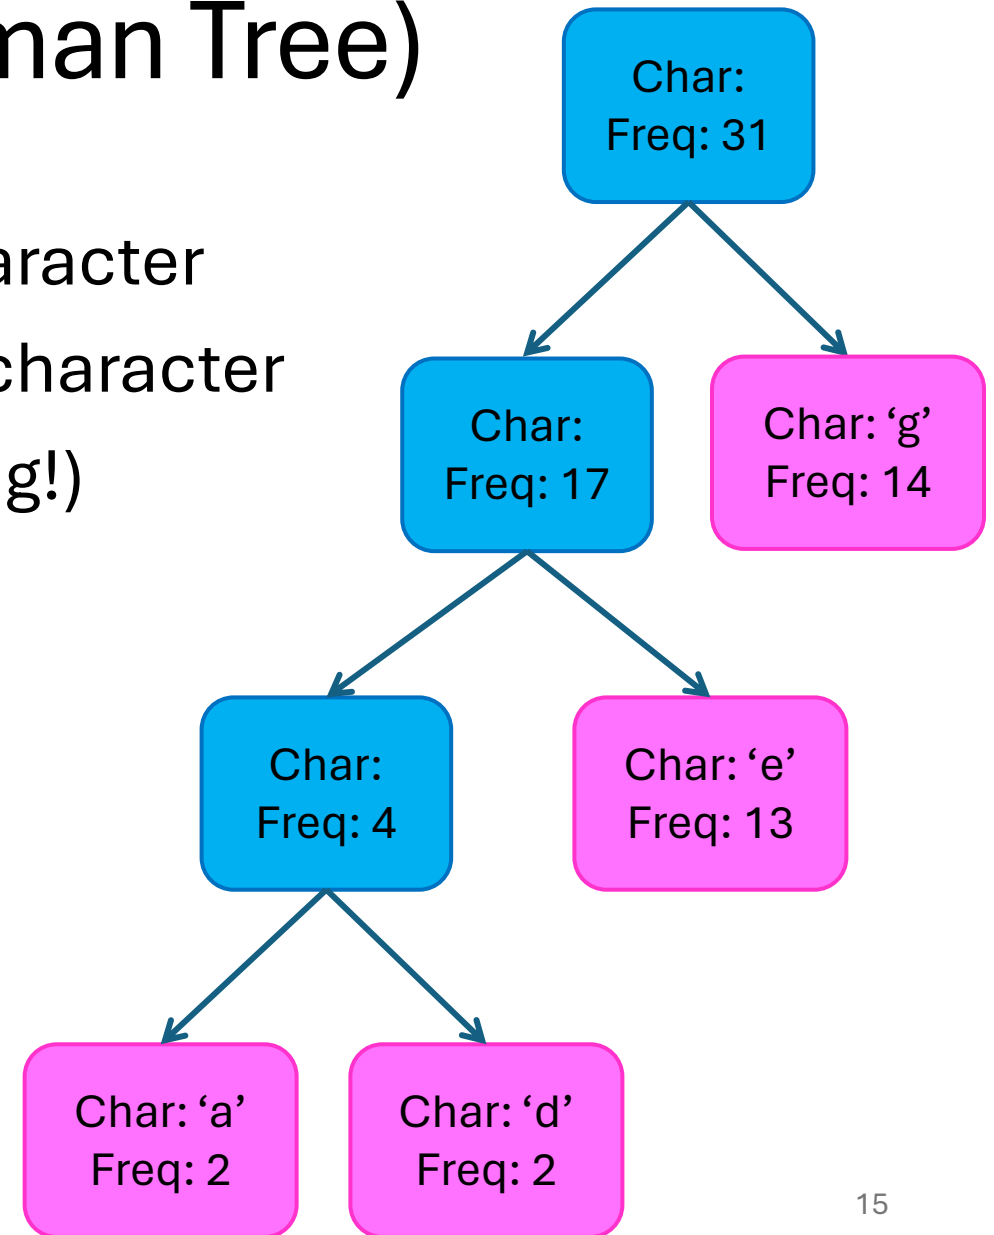 man Tree)
Char:
Freq: 31
aracter
character
g!)
Char:
Freq: 17
Char: ‘g’
Freq: 14
Char:
Freq: 4
Char: ‘e’
Freq: 13
Char: ‘a’
Freq: 2
Char: ‘d’
Freq: 2
15